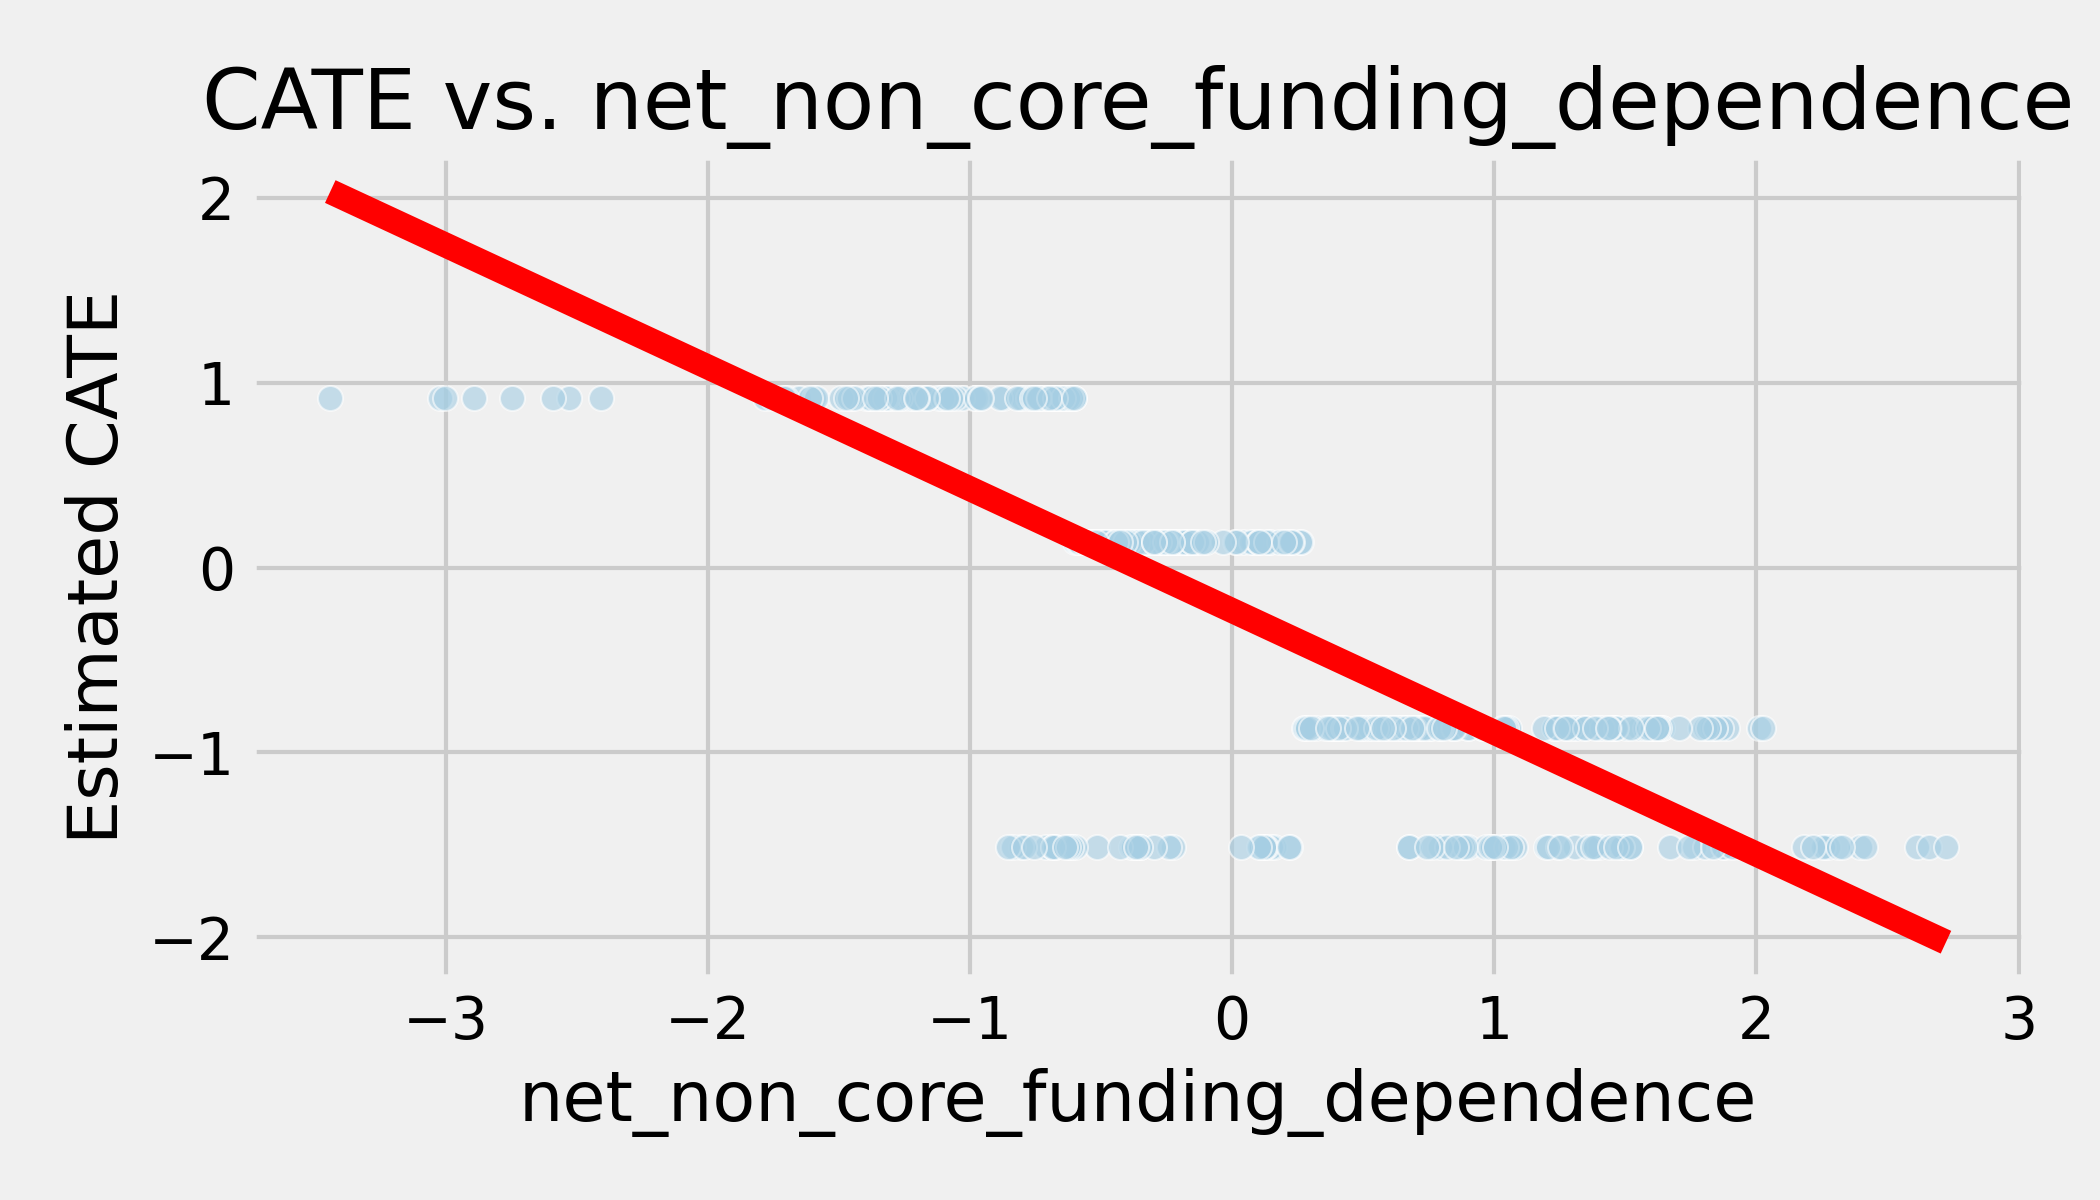 CATE vs. net_non_core_funding_dependence
Estimated CATE
2
1
0
−1
−2
−3 −2 −1 0 1 2 3
net_non_core_funding_dependence